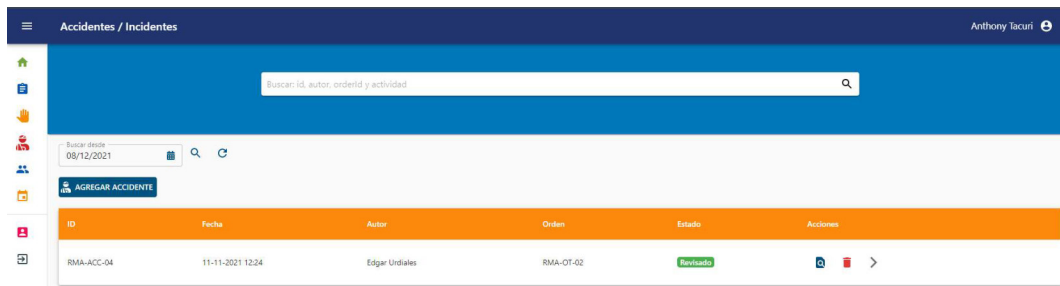 Accidentes / Incidentes
Anthony Tacuri
Buscar: id, autor, orderId y actividad
Buscar desde
08/12/2021
AGREGAR ACCIDENTE
ID Fecha Autor Orden Estado Acciones
RMA-ACC-04 11-11-2021 12:24 Edgar Urdiales RMA-OT-02 Revisado